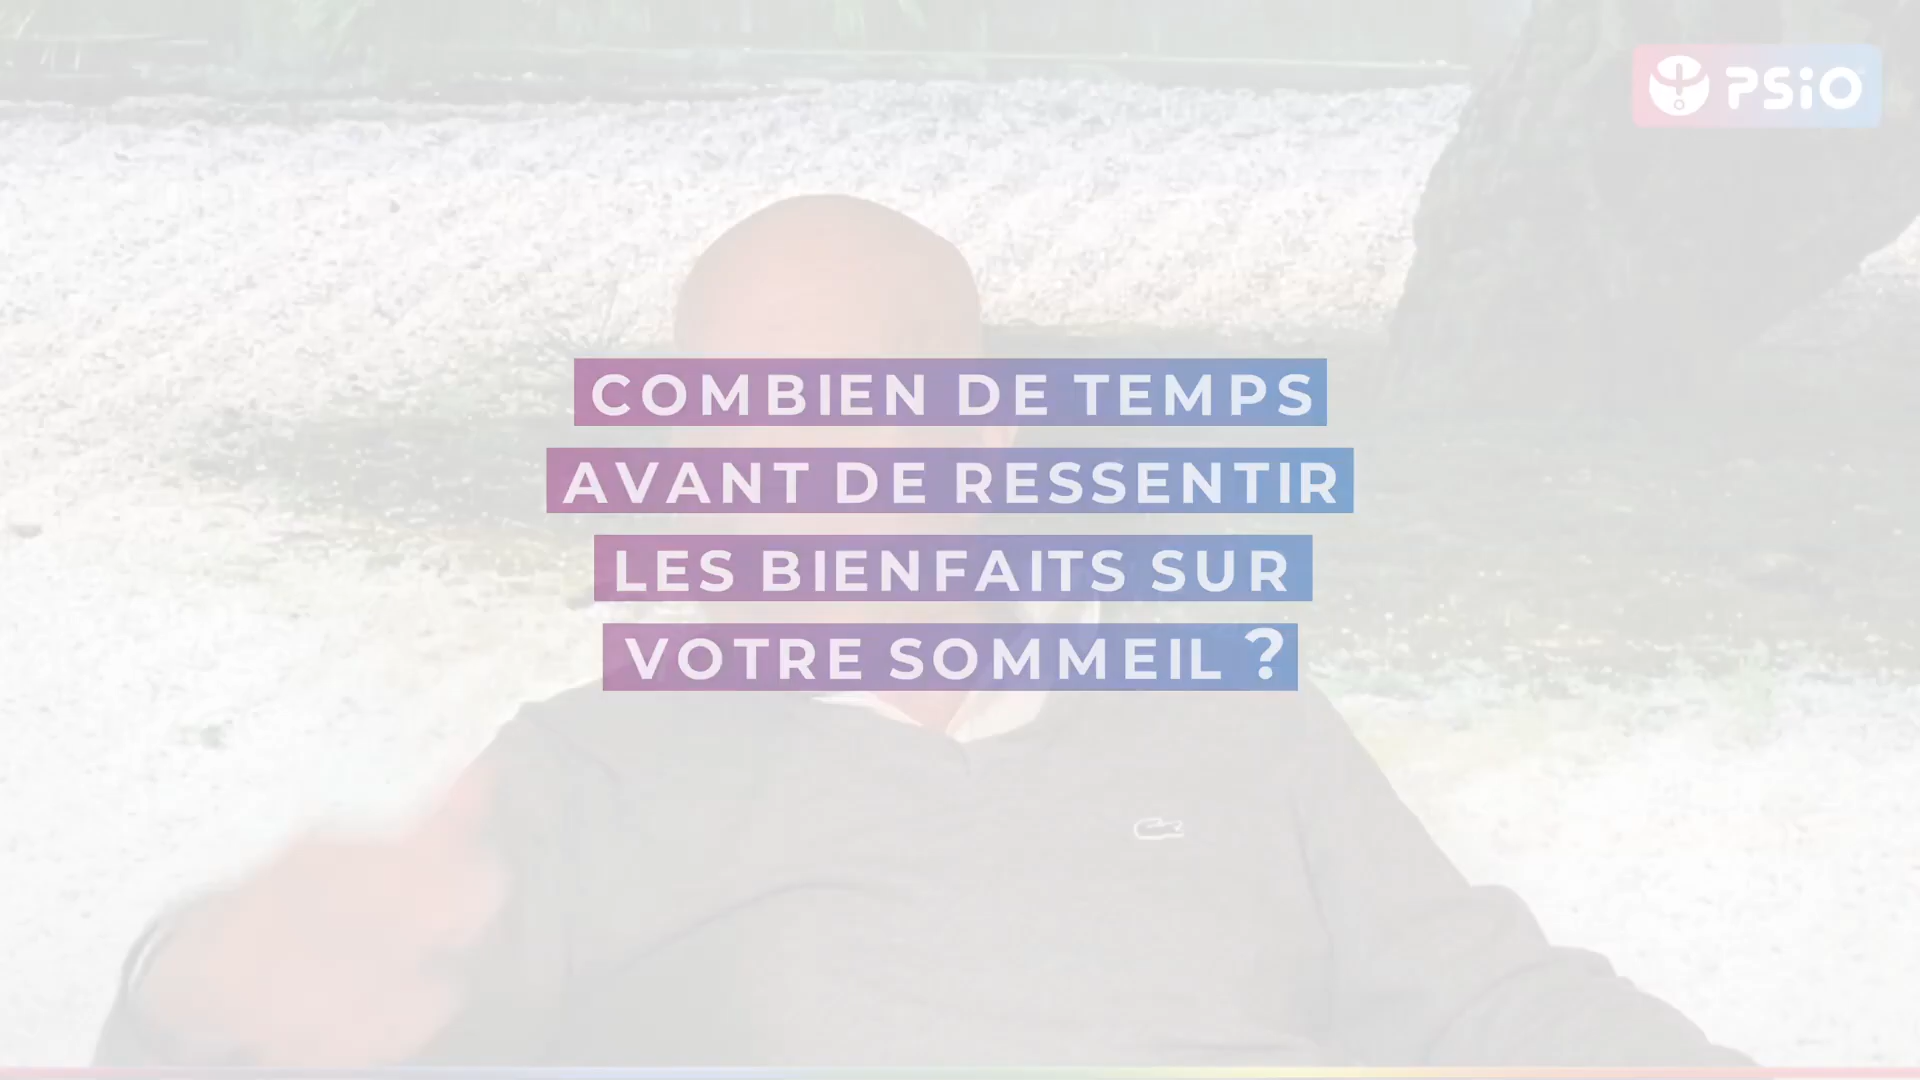 PSiO
COMBIEN DE TEMPS
AVANT DE RESSENTIR
LES BIENFAITS SUR
VOTRE SOMMEIL ?